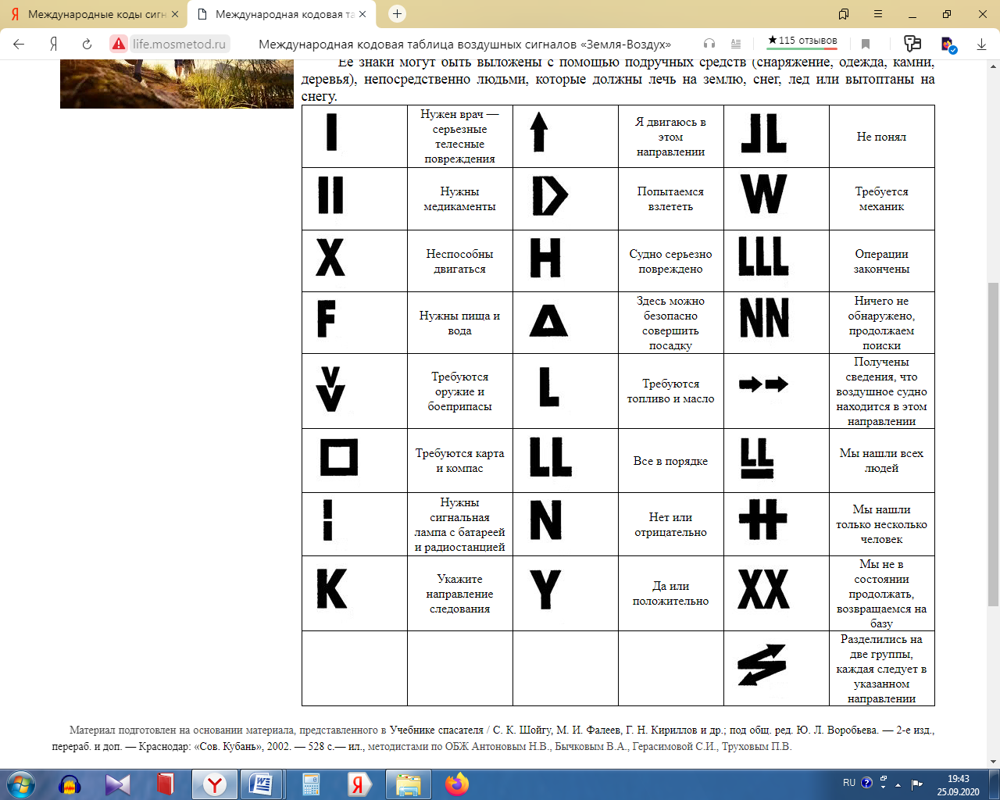 Международные коды сигн
Международная кодовая та
life.mosmetod.ru
Международная кодовая таблица воздушных сигналов «Земля-Воздух»
★115 отзывов
Ее знаки могут быть выложены с помощью подручных средств (снаряжение, одежда, камни,
деревья), непосредственно людьми, которые должны лечь на землю, снег, лед или вытоптаны на
снегу.
Нужен врач —
серьезные
телесные
повреждения
Я двигаюсь в
этом
направлении
Не понял
Нужны
медикаменты
Попытаемся
взлететь
W
Требуется
механик
X
Неспособны
двигаться
H
Судно серьезно
повреждено
LLL
Операции
закончены
F
Нужны пища и
вода
Здесь можно
безопасно
совершить
посадку
NN
Ничего не
обнаружено,
продолжаем
поиски
V
V
Требуются
оружие и
боеприпасы
L
Требуются
топливо и масло
Получены
сведения, что
воздушное судно
находится в этом
направлении
Требуются карта
и компас
LL
Все в порядке
LL
Мы нашли всех
людей
Нужны
сигнальная
лампа с батареей
и радиостанцией
N
Нет или
отрицательно
Мы нашли
только несколько
человек
K
Укажите
направление
следования
Y
Да или
положительно
XX
Мы не в
состоянии
продолжать,
возвращаемся на
базу
Разделились на
две группы,
каждая следует в
указанном
направлении
Материал подготовлен на основании материала, представленного в Учебнике спасателя / С. К. Шойгу, М. И. Фалеев, Г. Н. Кириллов и др.; под общ. ред. Ю. Л. Воробьева. — 2-е изд.,
перераб. и доп. — Краснодар: «Сов. Кубань», 2002. — 528 с.— ил., методистами по ОБЖ Антоновым Н.В., Бычковым В.А., Герасимовой С.И., Труховым П.В.
RU
19:43
25.09.2020